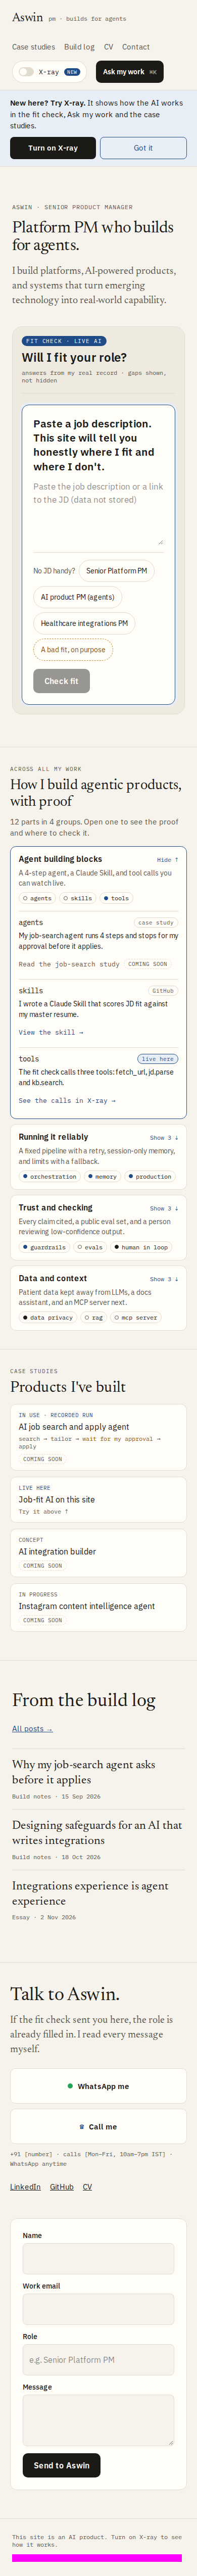 Aswin pm · builds for agents
Case studies Build log CV Contact
X-ray NEW Ask my work ⌘K
New here? Try X-ray. It shows how the AI works
in the fit check, Ask my work and the case
studies.
Turn on X-ray Got it
ASWIN · SENIOR PRODUCT MANAGER
Platform PM who builds
for agents.
I build platforms, AI-powered products,
and systems that turn emerging
technology into real-world capability.
FIT CHECK · LIVE AI
Will I fit your role?
answers from my real record · gaps shown,
not hidden
Paste a job description.
This site will tell you
honestly where I fit and
where I don't.
Paste the job description or a link
to the JD (data not stored)
No JD handy? Senior Platform PM
AI product PM (agents)
Healthcare integrations PM
A bad fit, on purpose
Check fit
ACROSS ALL MY WORK
How I build agentic products,
with proof
12 parts in 4 groups. Open one to see the proof
and where to check it.
Agent building blocks Hide ↑
A 4-step agent, a Claude Skill, and tool calls you
can watch live.
agents skills tools
agents case study
My job-search agent runs 4 steps and stops for my
approval before it applies.
Read the job-search study COMING SOON
skills GitHub
I wrote a Claude Skill that scores JD fit against
my master resume.
View the skill →
tools live here
The fit check calls three tools: fetch_url, jd.parse
and kb.search.
See the calls in X-ray →
Running it reliably Show 3 ↓
A fixed pipeline with a retry, session-only memory,
and limits with a fallback.
orchestration memory production
Trust and checking Show 3 ↓
Every claim cited, a public eval set, and a person
reviewing low-confidence output.
guardrails evals human in loop
Data and context Show 3 ↓
Patient data kept away from LLMs, a docs
assistant, and an MCP server next.
data privacy rag mcp server
CASE STUDIES
Products I've built
IN USE · RECORDED RUN
AI job search and apply agent
search → tailor → wait for my approval →
apply
COMING SOON
LIVE HERE
Job-fit AI on this site
Try it above ↑
CONCEPT
AI integration builder
COMING SOON
IN PROGRESS
Instagram content intelligence agent
COMING SOON
From the build log
All posts →
Why my job-search agent asks
before it applies
Build notes · 15 Sep 2026
Designing safeguards for an AI that
writes integrations
Build notes · 18 Oct 2026
Integrations experience is agent
experience
Essay · 2 Nov 2026
Talk to Aswin.
If the fit check sent you here, the role is
already filled in. I read every message
myself.
WhatsApp me
Call me
+91 [number] · calls [Mon–Fri, 10am–7pm IST] ·
WhatsApp anytime
LinkedIn GitHub CV
Name
Work email
Role
e.g. Senior Platform PM
Message
Send to Aswin
This site is an AI product. Turn on X-ray to see
how it works.